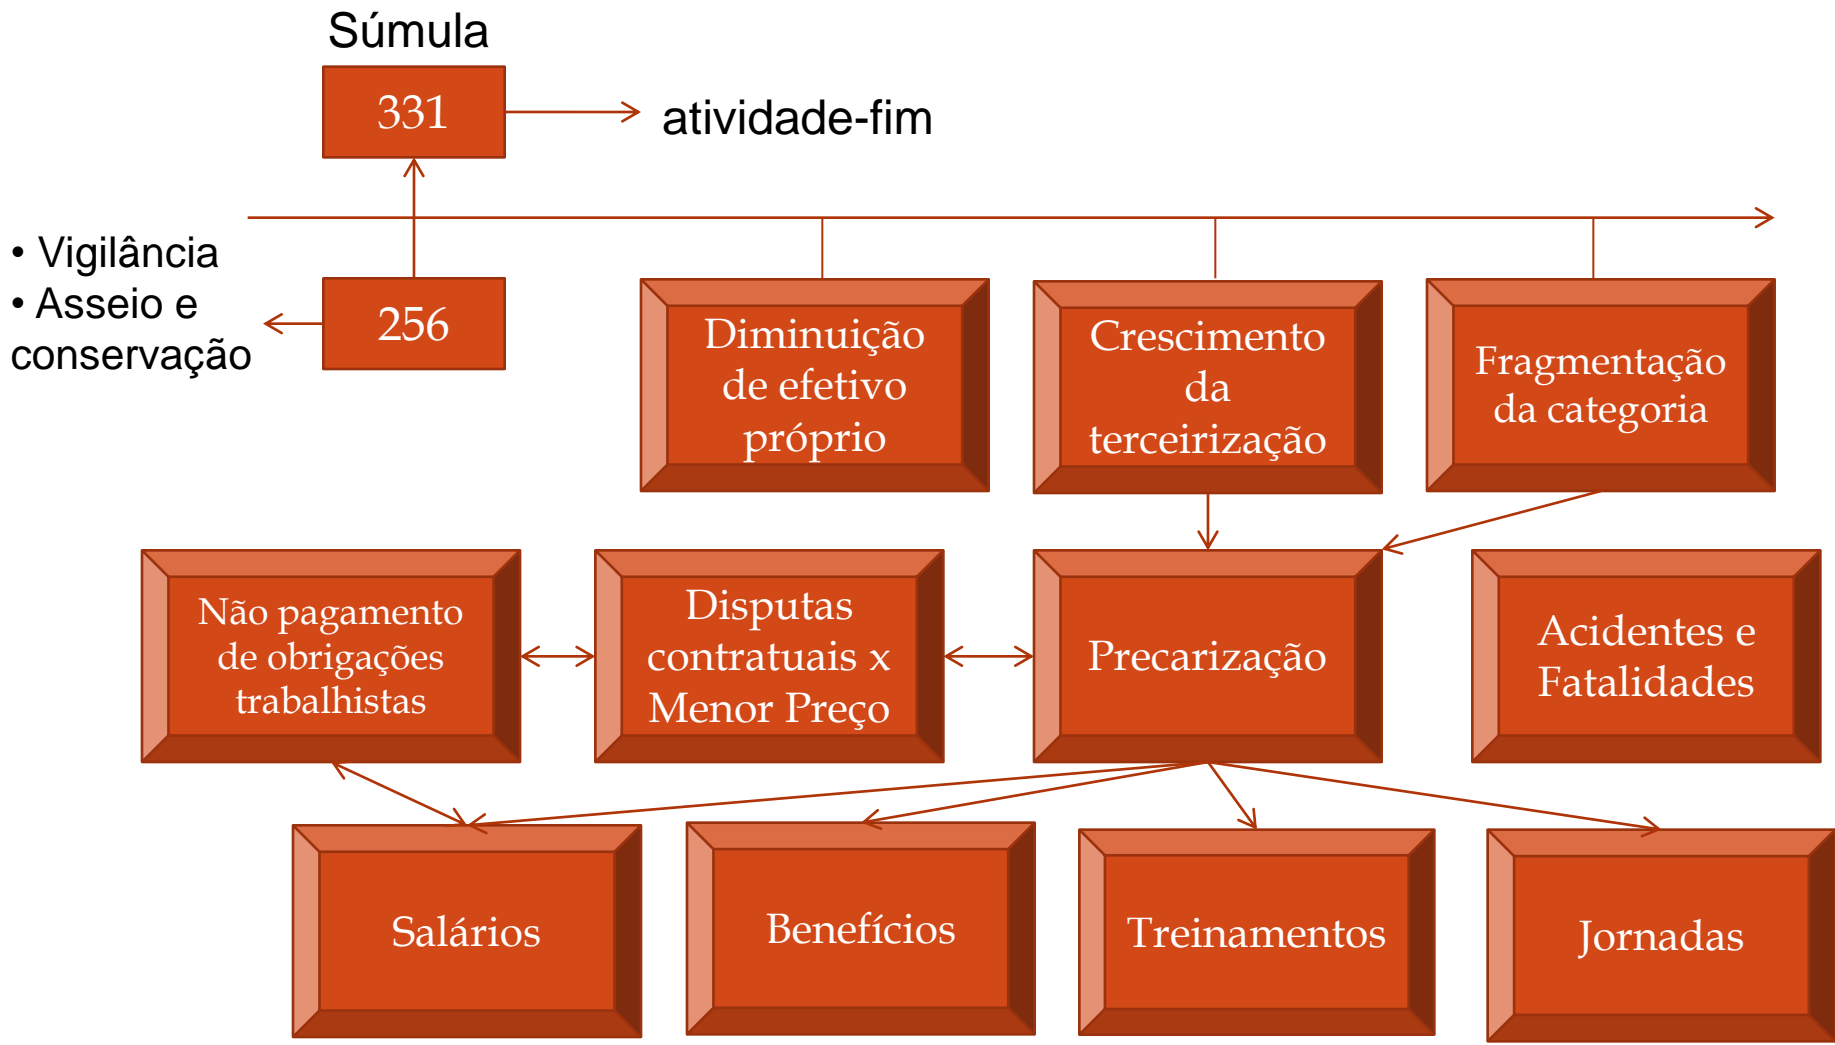 Súmula
331
atividade-fim
• Vigilância
• Asseio e
conservação
256
Diminuição
de efetivo
próprio
Crescimento
da
terceirização
Fragmentação
da categoria
Não pagamento
de obrigações
trabalhistas
Disputas
contratuais x
Menor Preço
Precarização
Acidentes e
Fatalidades
Salários
Benefícios
Treinamentos
Jornadas